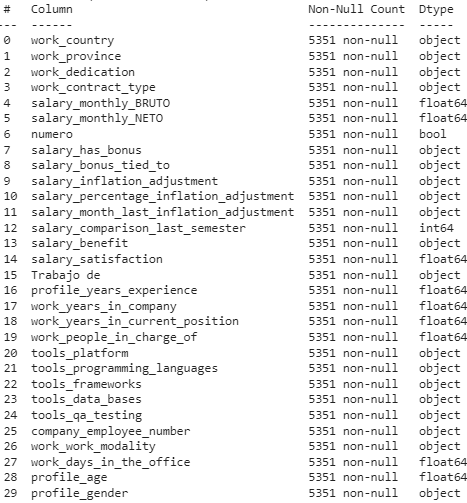 #   Column                                  Non-Null Count  Dtype
--- ------                                  --------------  -----
0   work_country                            5351 non-null   object
1   work_province                           5351 non-null   object
2   work_dedication                         5351 non-null   object
3   work_contract_type                      5351 non-null   object
4   salary_monthly_BRUTO                    5351 non-null   float64
5   salary_monthly_NETO                     5351 non-null   float64
6   numero                                  5351 non-null   bool
7   salary_has_bonus                        5351 non-null   object
8   salary_bonus_tied_to                    5351 non-null   object
9   salary_inflation_adjustment             5351 non-null   object
10  salary_percentage_inflation_adjustment  5351 non-null   object
11  salary_month_last_inflation_adjustment  5351 non-null   object
12  salary_comparison_last_semester         5351 non-null   int64
13  salary_benefit                          5351 non-null   object
14  salary_satisfaction                     5351 non-null   float64
15  Trabajo de                              5351 non-null   object
16  profile_years_experience                5351 non-null   float64
17  work_years_in_company                   5351 non-null   float64
18  work_years_in_current_position          5351 non-null   float64
19  work_people_in_charge_of                5351 non-null   float64
20  tools_platform                          5351 non-null   object
21  tools_programming_languages             5351 non-null   object
22  tools_frameworks                        5351 non-null   object
23  tools_data_bases                        5351 non-null   object
24  tools_qa_testing                        5351 non-null   object
25  company_employee_number                 5351 non-null   object
26  work_work_modality                      5351 non-null   object
27  work_days_in_the_office                 5351 non-null   float64
28  profile_age                             5351 non-null   float64
29  profile_gender                          5351 non-null   object